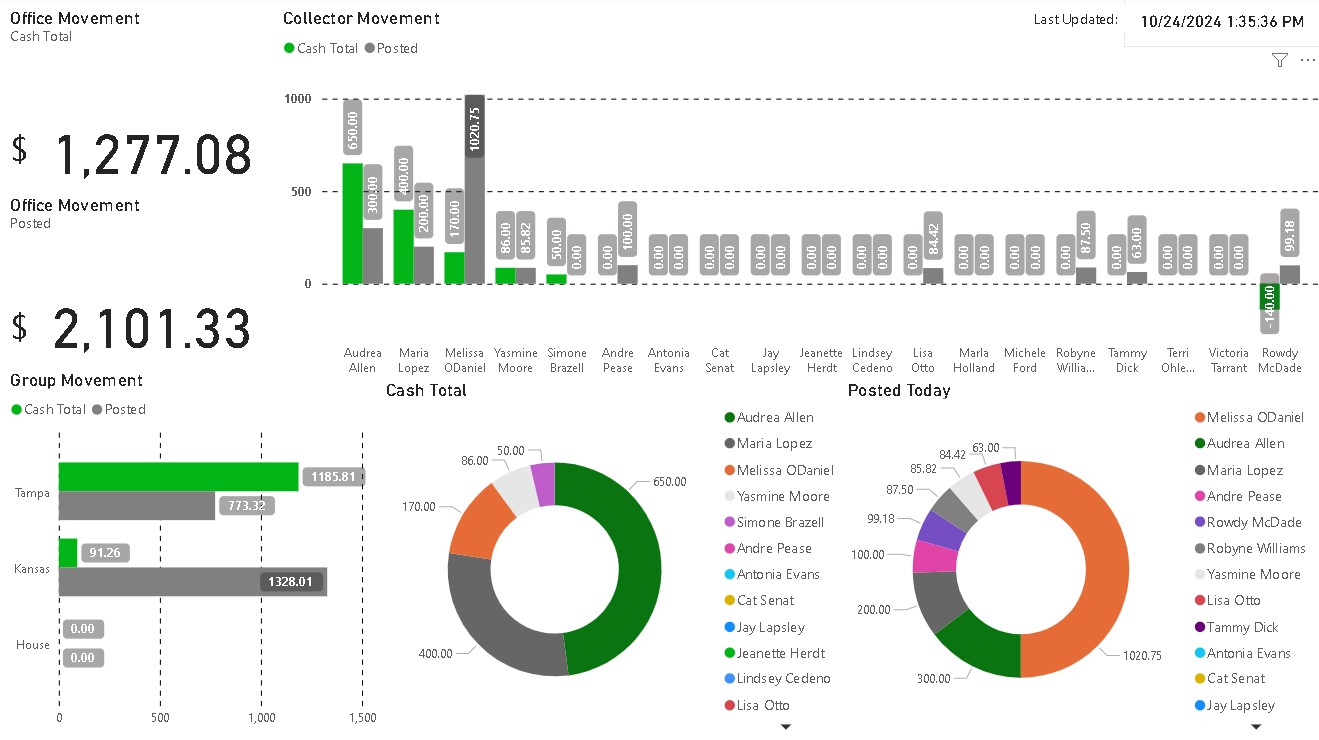 Office Movement
Cash Total
$ 1,277.08
Office Movement
Posted
$ 2,101.33
Collector Movement
Cash Total Posted
Last Updated: 10/24/2024 1:35:36 PM
1000
500
0
650.00 300.00 400.00 200.00 170.00 1020.75 86.00 85.82 50.00 0.00 0.00 100.00 0.00 0.00 0.00 0.00 0.00 0.00 0.00 0.00 0.00 0.00 0.00 84.42 0.00 0.00 0.00 0.00 0.00 87.50 0.00 63.00 0.00 0.00 0.00 0.00 -140.00 99.18
Audrea Allen
Maria Lopez
Melissa ODaniel
Yasmine Moore
Simone Brazell
Andre Pease
Antonia Evans
Cat Senat
Jay Lapsley
Jeanette Herdt
Lindsey Cedeno
Lisa Otto
Marla Holland
Michele Ford
Robyne Willia...
Tammy Dick
Terri Ohle...
Victoria Tarrant
Rowdy McDade
Group Movement
Cash Total Posted
Tampa
1185.81
773.32
Kansas
91.26
1328.01
House
0.00
0.00
0 500 1,000 1,500
Cash Total
50.00
86.00
170.00
400.00
650.00
Audrea Allen
Maria Lopez
Melissa ODaniel
Yasmine Moore
Simone Brazell
Andre Pease
Antonia Evans
Cat Senat
Jay Lapsley
Jeanette Herdt
Lindsey Cedeno
Lisa Otto
Posted Today
63.00
84.42
85.82
87.50
99.18
100.00
200.00
300.00
1020.75
Melissa ODaniel
Audrea Allen
Maria Lopez
Andre Pease
Rowdy McDade
Robyne Williams
Yasmine Moore
Lisa Otto
Tammy Dick
Antonia Evans
Cat Senat
Jay Lapsley